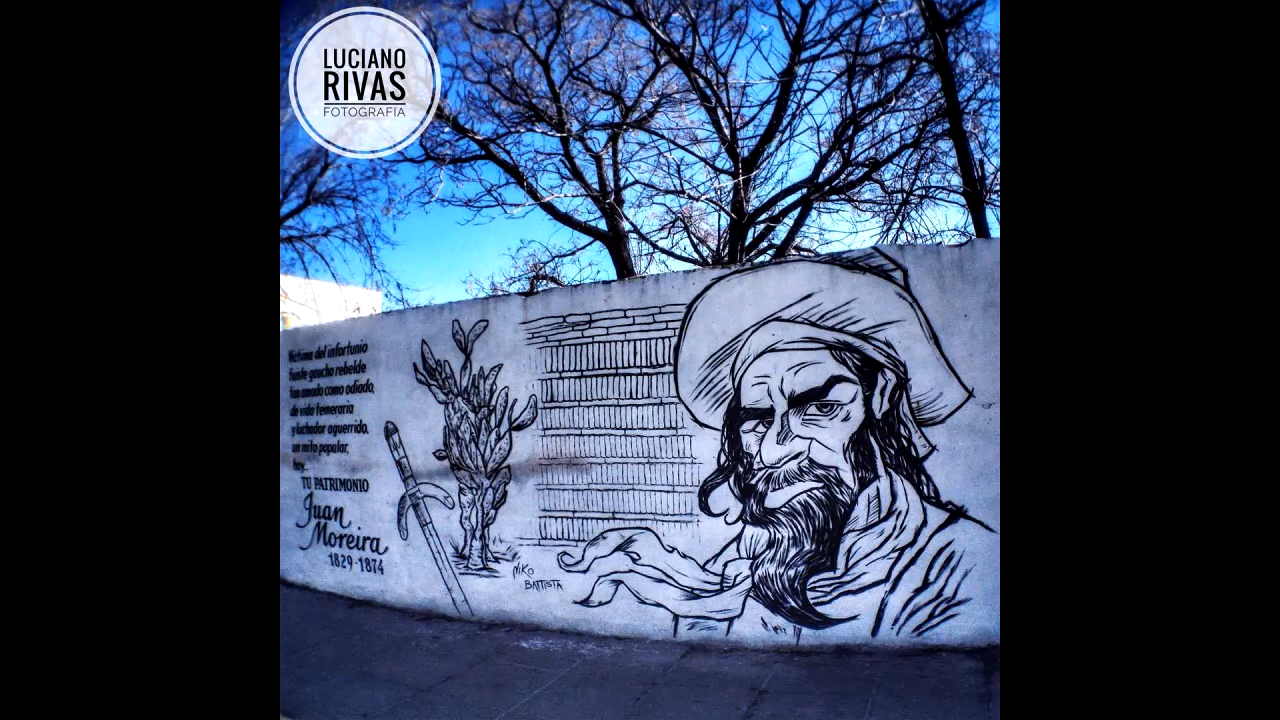 LUCIANO
RIVAS
FOTOGRAFIA
Víctima del infortunio
fuiste gaucho rebelde
tan amado como odiado,
de vida temeraria
y luchador aguerrido.
un mito popular,
hoy...
TU PATRIMONIO
Juan
Moreira
1829-1874
NIKO
BATTISTA